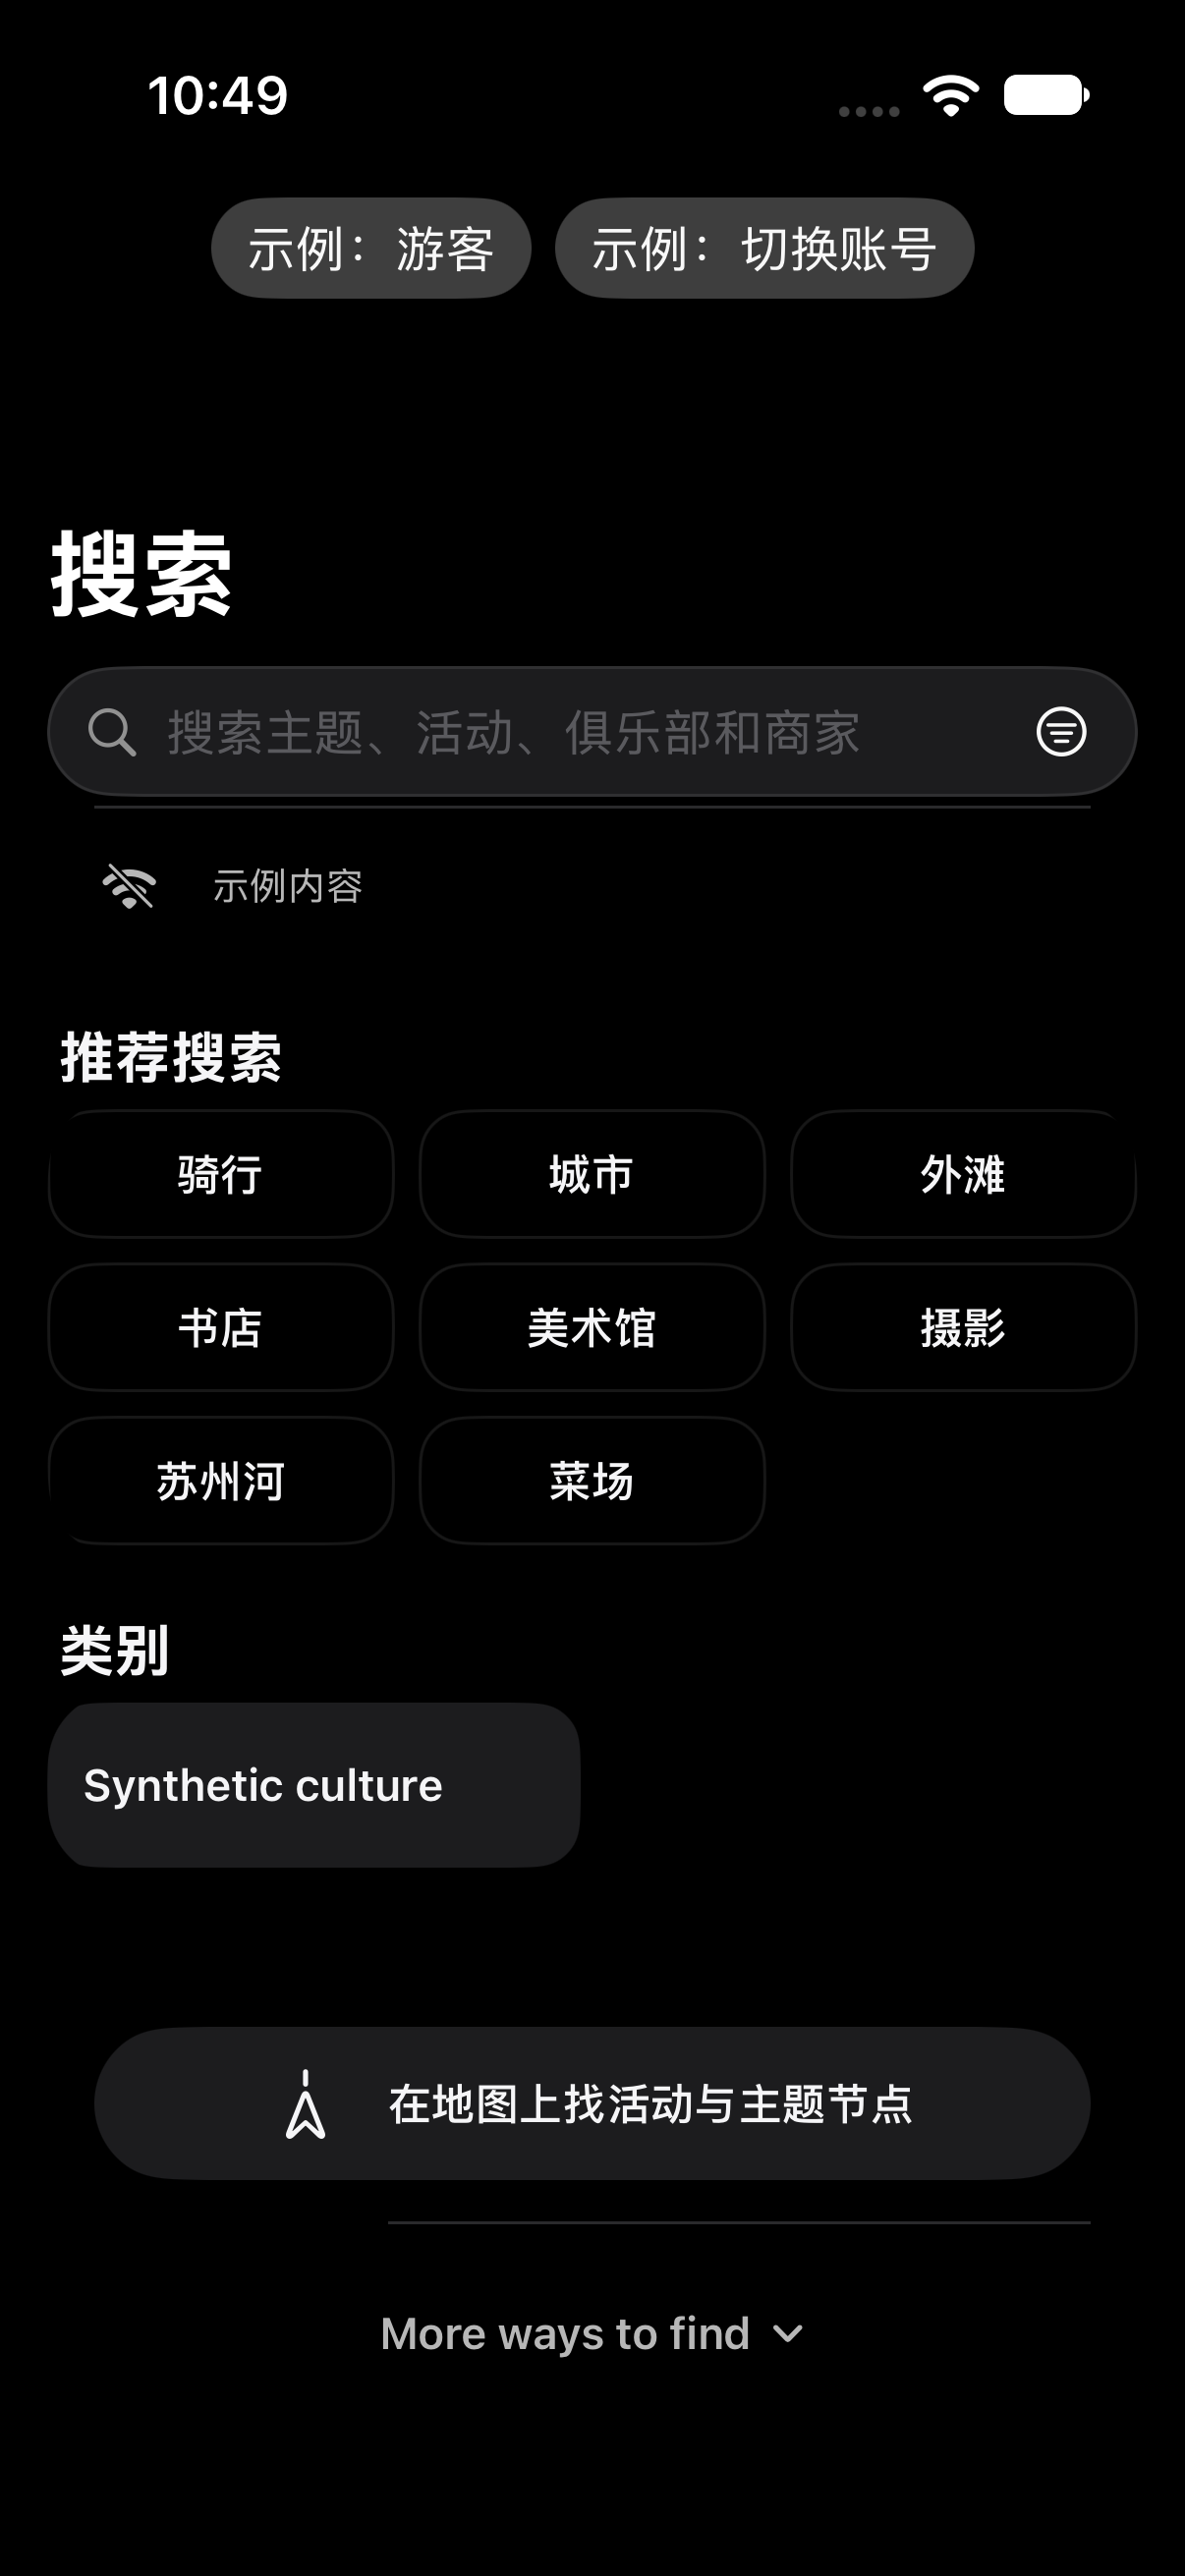 10:49
示例：游客
示例：切换账号
搜索
搜索主题、活动、俱乐部和商家
示例内容
推荐搜索
骑行
城市
外滩
书店
美术馆
摄影
苏州河
菜场
类别
Synthetic culture
在地图上找活动与主题节点
More ways to find